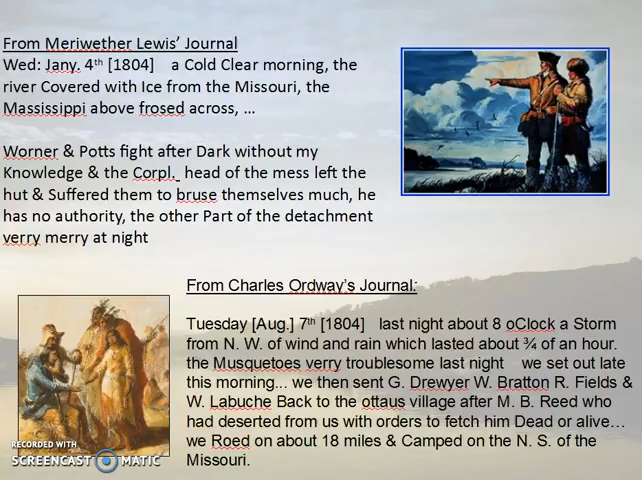 From Meriwether Lewis' Journal
Wed: Jany. 4th [1804] a Cold Clear morning, the
river Covered with Ice from the Missouri, the
Massissippi above frosed across, …
Worner & Potts fight after Dark without my
Knowledge & the Corpl. head of the mess left the
hut & Suffered them to bruse themselves much, he
has no authority, the other Part of the detachment
verry merry at night
From Charles Ordway's Journal:
Tuesday [Aug.] 7th [1804] last night about 8 oClock a Storm
from N. W. of wind and rain which lasted about ¾ of an hour.
the Musquetoes verry troublesome last night we set out late
this morning... we then sent G. Drewyer W. Bratton R. Fields &
W. Labuche Back to the ottaus village after M. B. Reed who
had deserted from us with orders to fetch him Dead or alive…
we Roed on about 18 miles & Camped on the N. S. of the
Missouri.
RECORDED WITH
SCREENCAST MATIC